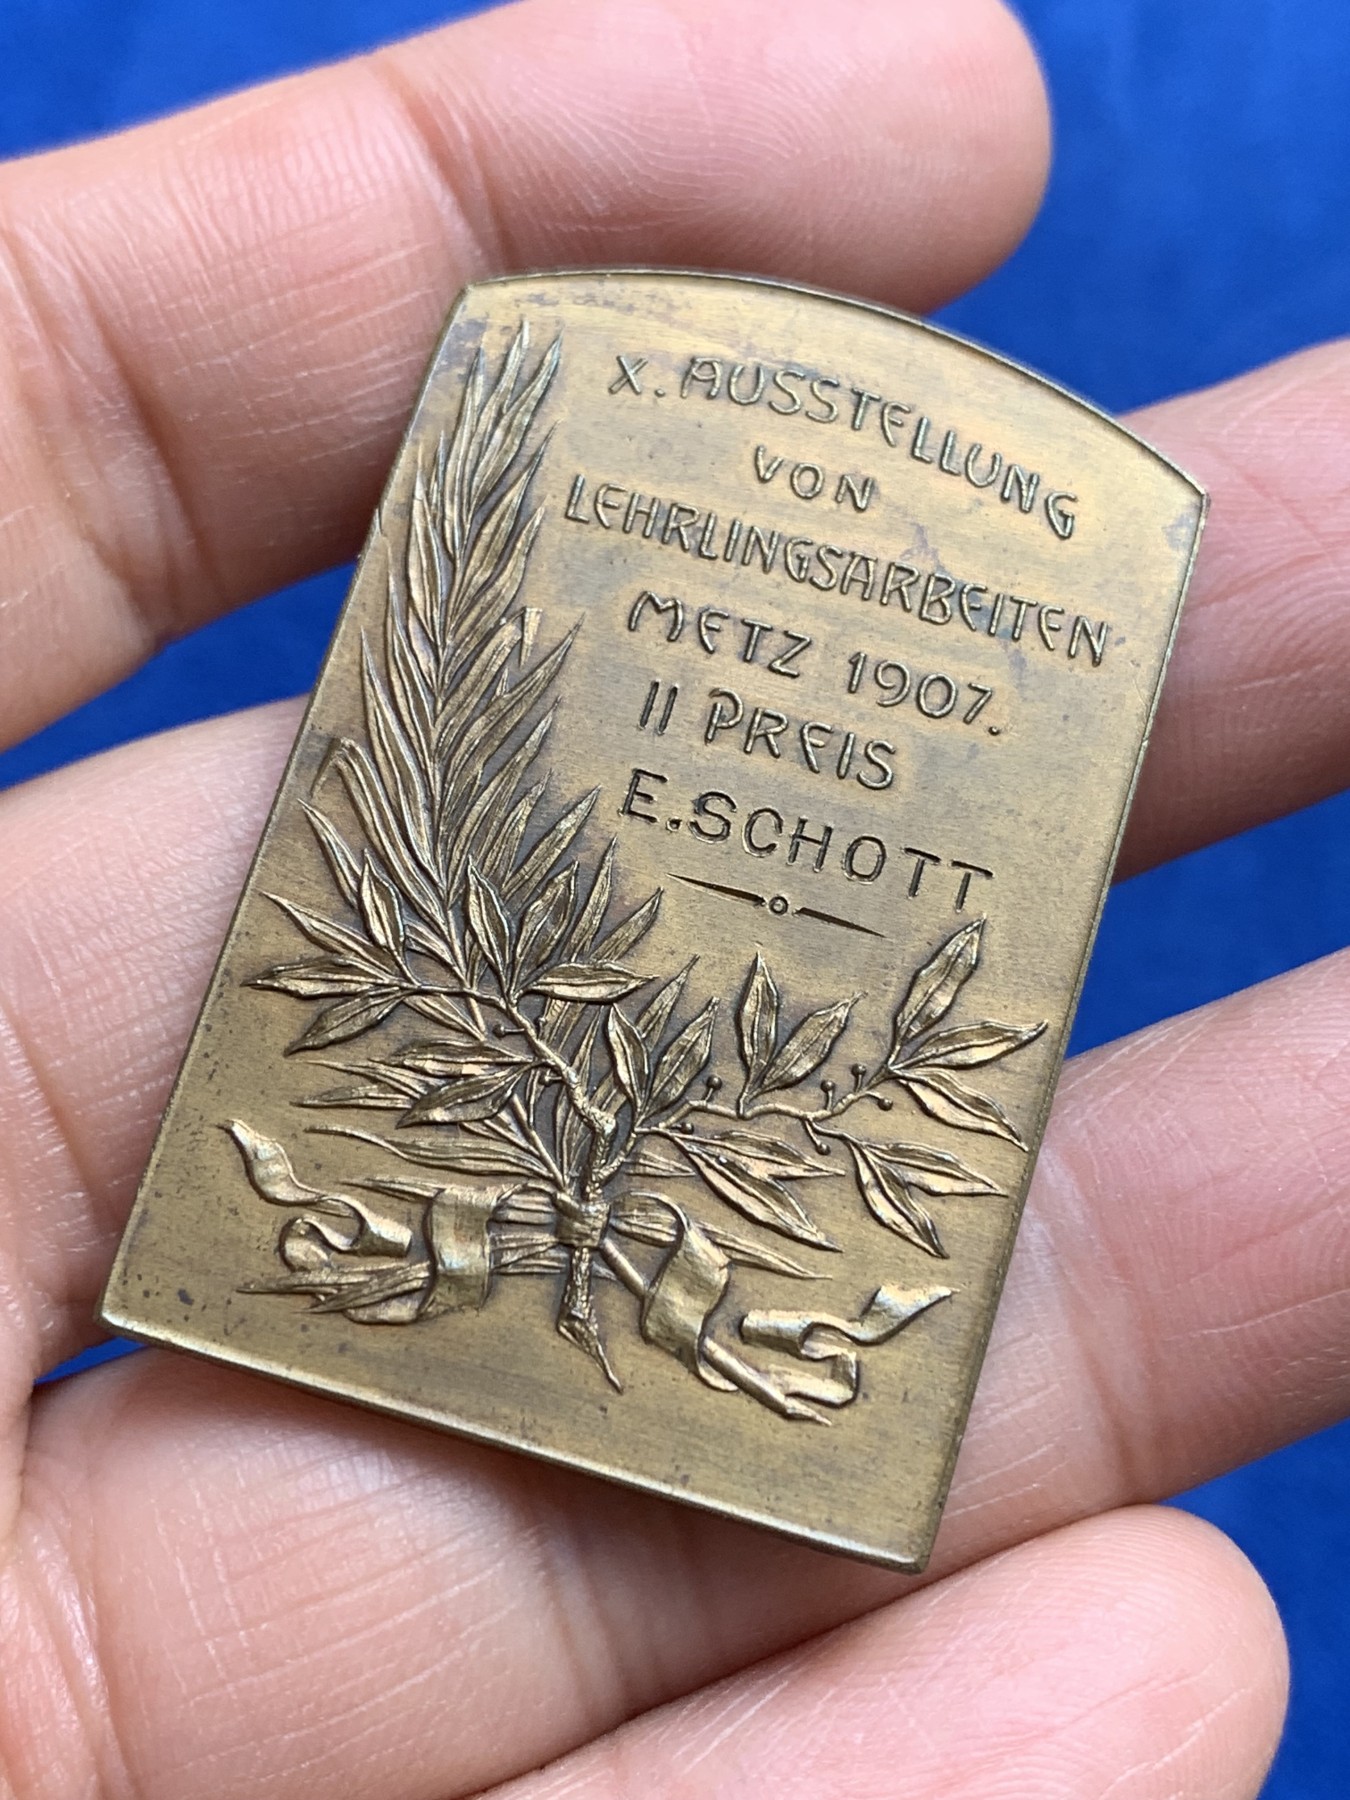 X. AUSSTELLUNG
VON
LEHRLINGSARBEITEN
METZ 1907.
II PREIS
E.SCHOTT